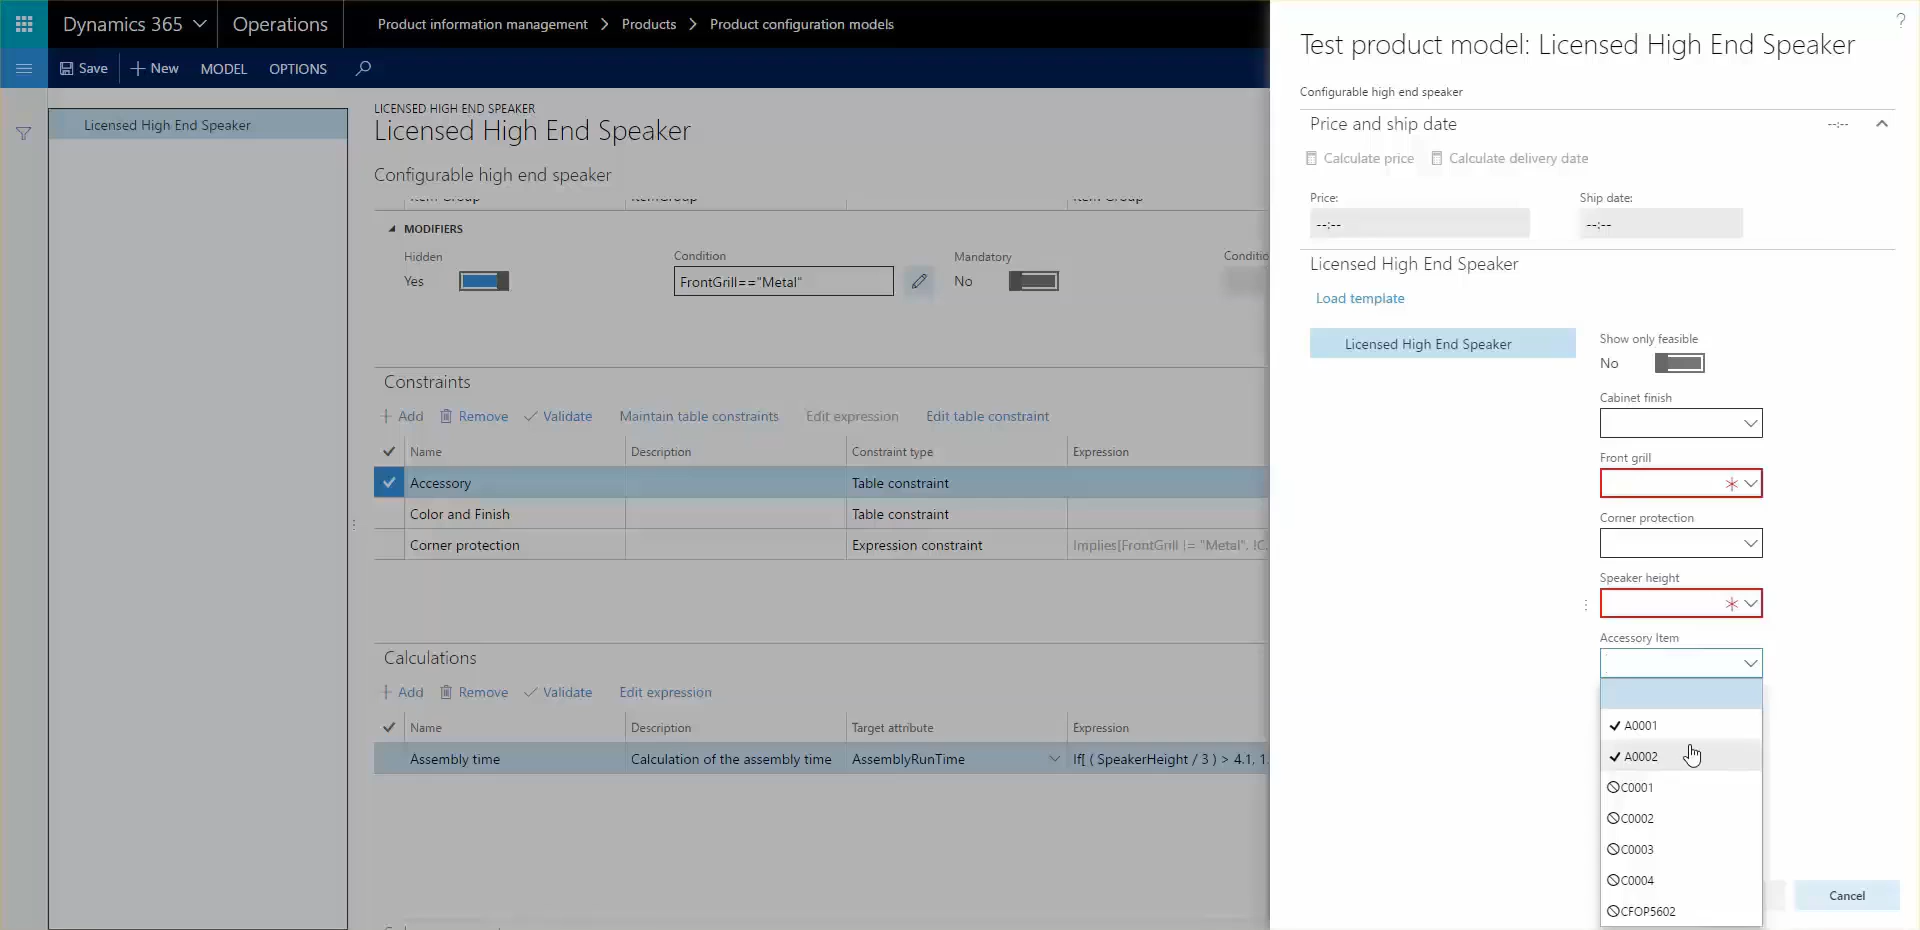 Dynamics 365
Operations
Product information management > Products > Product configuration models
Save
New
MODEL
OPTIONS
Licensed High End Speaker
LICENSED HIGH END SPEAKER
Licensed High End Speaker
Configurable high end speaker
MODIFIERS
Hidden
Yes
Condition
FrontGrill=="Metal"
Mandatory
No
Conditio
Constraints
Add
Remove
Validate
Maintain table constraints
Edit expression
Edit table constraint
Name
Description
Constraint type
Expression
Accessory
Table constraint
Color and Finish
Table constraint
Corner protection
Expression constraint
Implies[FrontGrill != "Metal", !C
Calculations
Add
Remove
Validate
Edit expression
Name
Description
Target attribute
Expression
Assembly time
Calculation of the assembly time
AssemblyRunTime
If[ ( SpeakerHeight / 3 ) > 4.1, 1.
?
Test product model: Licensed High End Speaker
Configurable high end speaker
Price and ship date
--:--
Calculate price
Calculate delivery date
Price:
--:--
Ship date:
--:--
Licensed High End Speaker
Load template
Licensed High End Speaker
Show only feasible
No
Cabinet finish
Front grill
Corner protection
Speaker height
Accessory Item
A0001
A0002
C0001
C0002
C0003
C0004
CFOP5602
Cancel